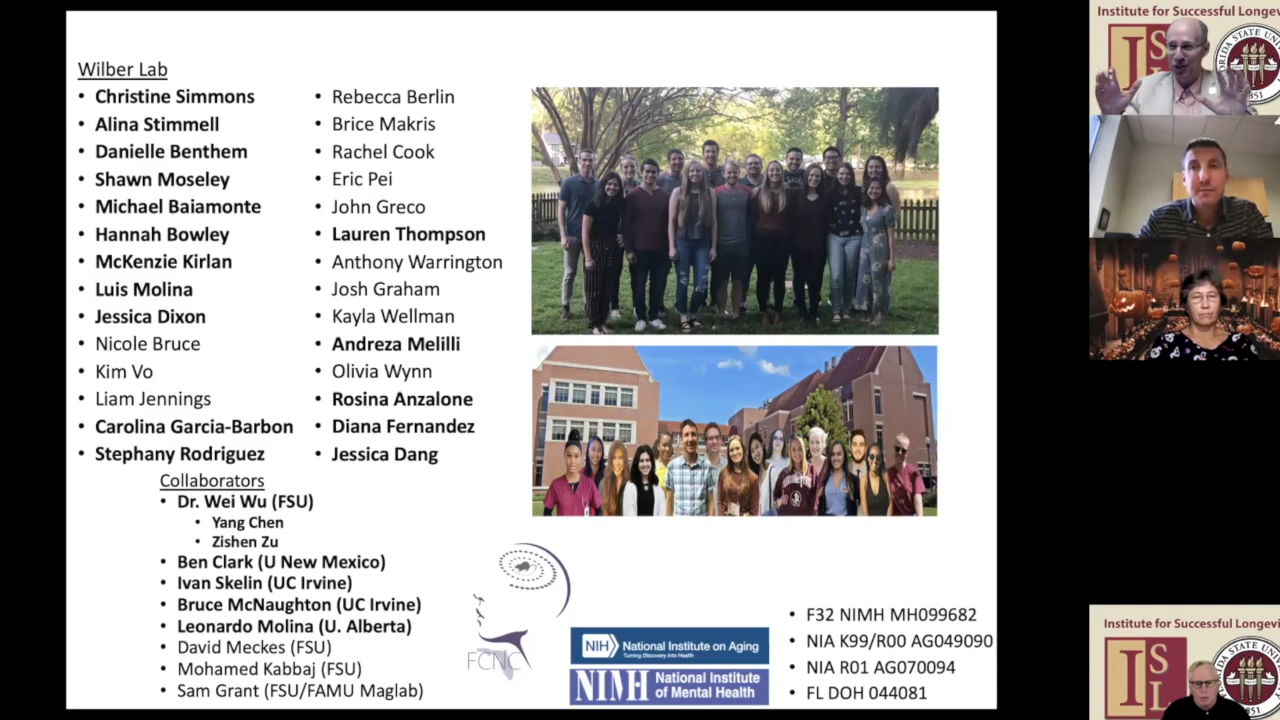 Wilber Lab
• Christine Simmons
• Alina Stimmell
• Danielle Benthem
• Shawn Moseley
• Michael Baiamonte
• Hannah Bowley
• McKenzie Kirlan
• Luis Molina
• Jessica Dixon
• Nicole Bruce
• Kim Vo
• Liam Jennings
• Carolina Garcia-Barbon
• Stephany Rodriguez
• Rebecca Berlin
• Brice Makris
• Rachel Cook
• Eric Pei
• John Greco
• Lauren Thompson
• Anthony Warrington
• Josh Graham
• Kayla Wellman
• Andreza Melilli
• Olivia Wynn
• Rosina Anzalone
• Diana Fernandez
• Jessica Dang
Collaborators
• Dr. Wei Wu (FSU)
• Yang Chen
• Zishen Zu
• Ben Clark (U New Mexico)
• Ivan Skelin (UC Irvine)
• Bruce McNaughton (UC Irvine)
• Leonardo Molina (U. Alberta)
• David Meckes (FSU)
• Mohamed Kabbaj (FSU)
• Sam Grant (FSU/FAMU Maglab)
FCNC
NIH National Institute on Aging
Turning Discovery Into Health
NIMH National Institute
of Mental Health
• F32 NIMH MH099682
• NIA K99/R00 AG049090
• NIA R01 AG070094
• FL DOH 044081
Institute for Successful Longevi
I S
L
ORIDA STATE UNI
851
Institute for Successful Longevi
I S
L
851